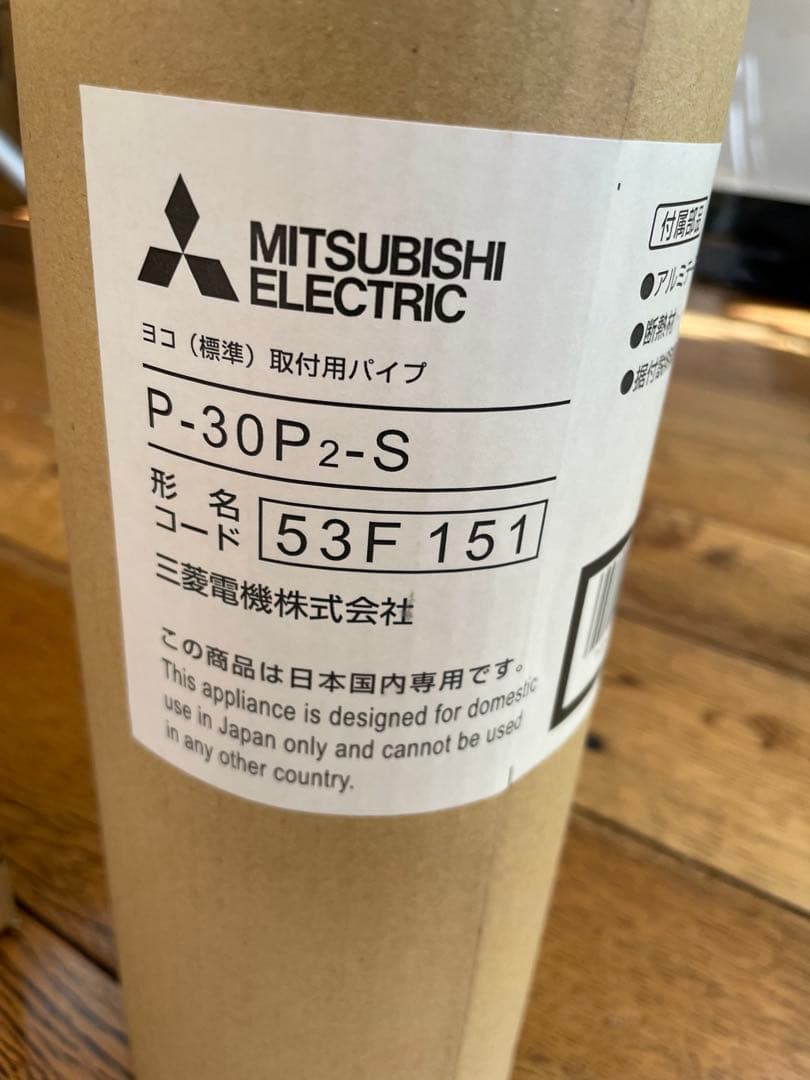 MITSUBISHI
ELECTRIC
ヨコ（標準）取付用パイプ
P-30P2-S
形名
コード
53F 151
三菱電機株式会社
この商品は日本国内専用です。
This appliance is designed for domestic
use in Japan only and cannot be used
in any other country.
付属部品
●アルミテ
●断熱材
●据付